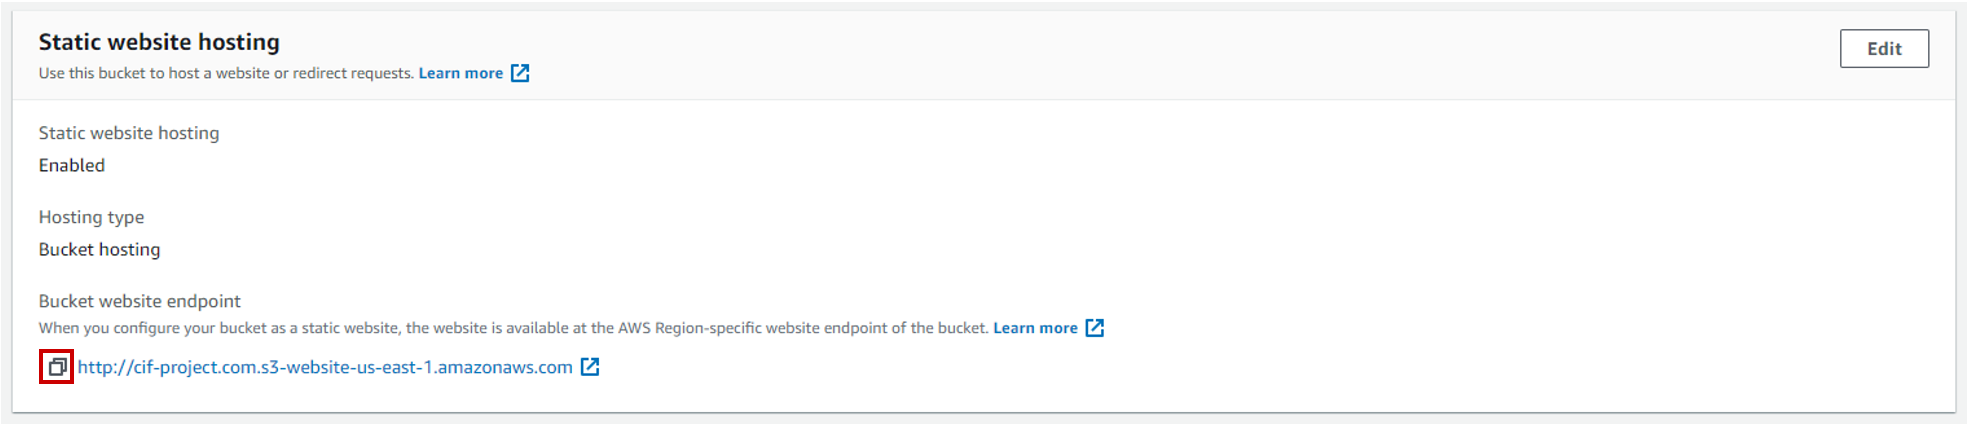 Static website hosting
Edit
Use this bucket to host a website or redirect requests. Learn more
Static website hosting
Enabled
Hosting type
Bucket hosting
Bucket website endpoint
When you configure your bucket as a static website, the website is available at the AWS Region-specific website endpoint of the bucket. Learn more
http://cif-project.com.s3-website-us-east-1.amazonaws.com